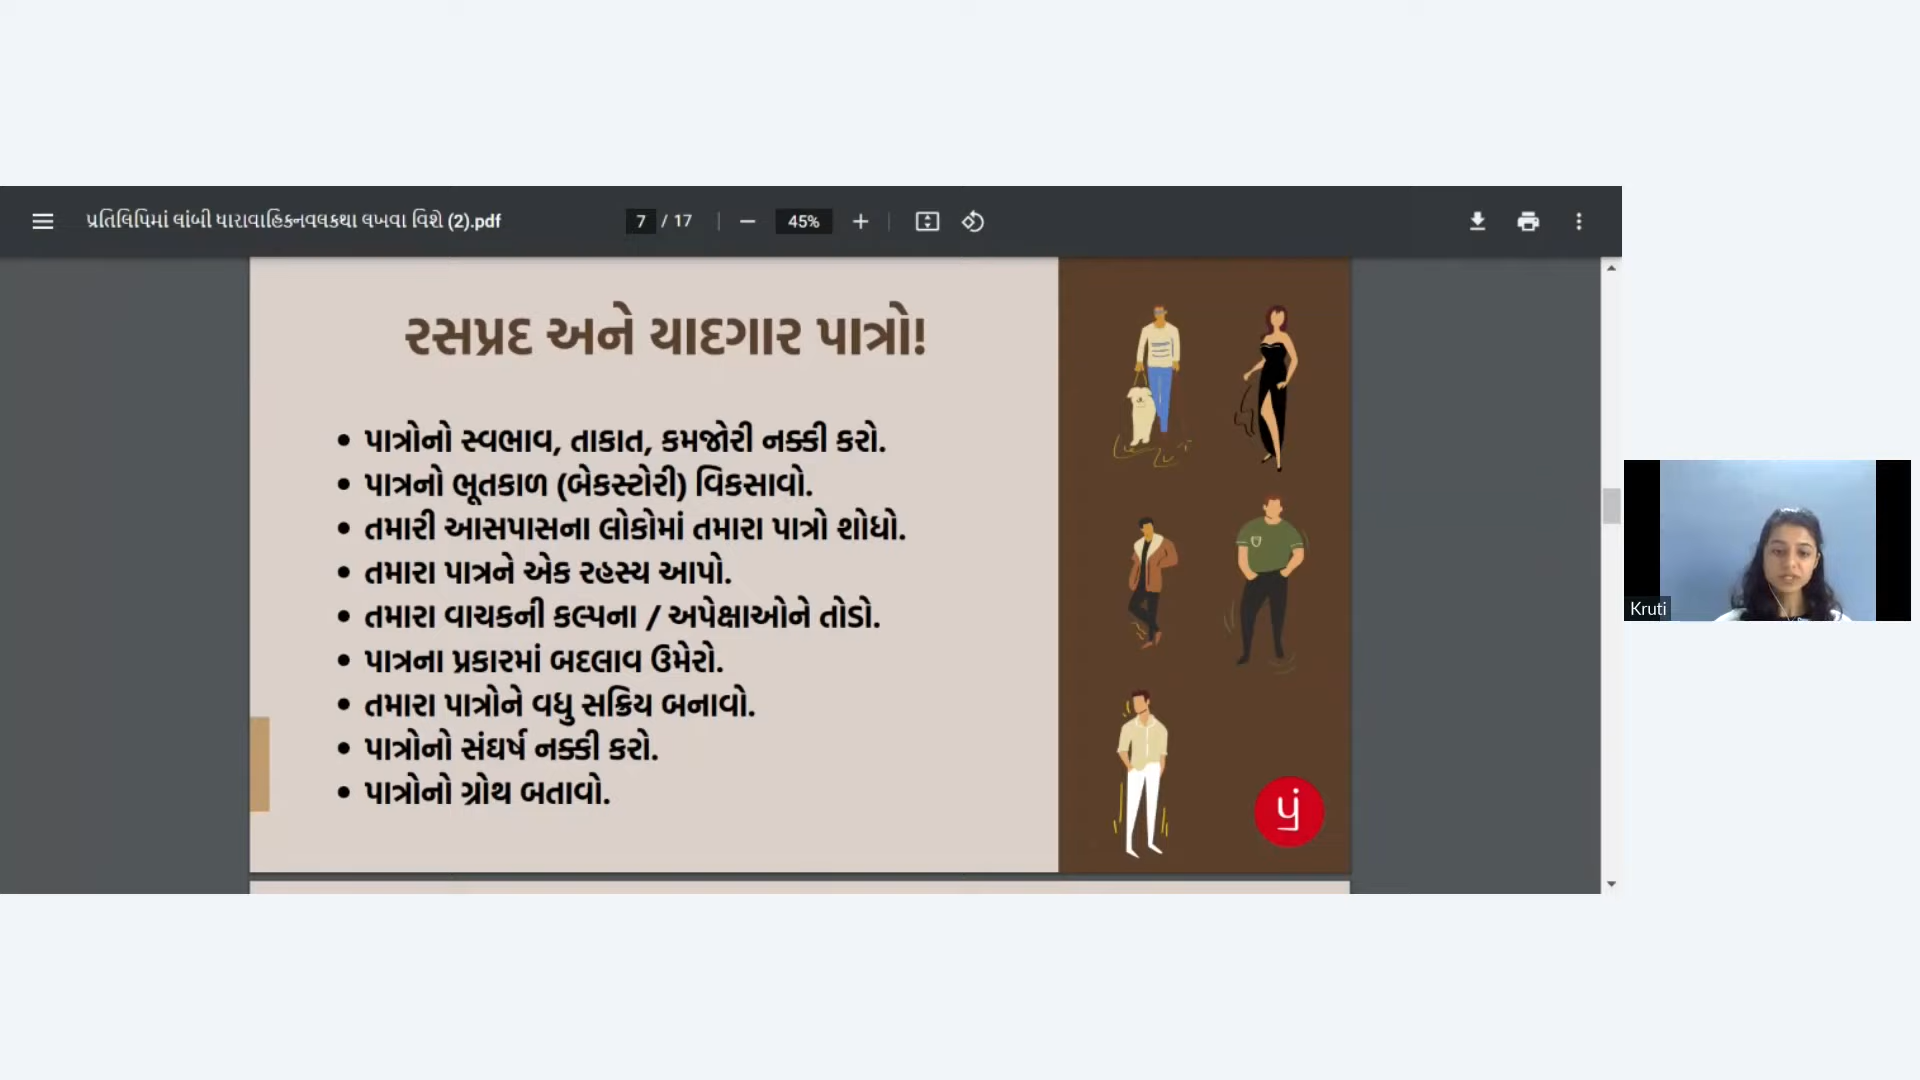 પ્રતિલિપિમાં લાંબી ધારાવાહિકનવલકથા લખવા વિશે (2).pdf
7 / 17
45%
રસપ્રદ અને યાદગાર પાત્રો!
• પાત્રોનો સ્વભાવ, તાકાત, કમજોરી નક્કી કરો.
• પાત્રનો ભૂતકાળ (બેકસ્ટોરી) વિકસાવો.
• તમારી આસપાસના લોકોમાં તમારા પાત્રો શોધો.
• તમારા પાત્રને એક રહસ્ય આપો.
• તમારા વાચકની કલ્પના / અપેક્ષાઓને તોડો.
• પાત્રના પ્રકારમાં બદલાવ ઉમેરો.
• તમારા પાત્રોને વધુ સક્રિય બનાવો.
• પાત્રોનો સંઘર્ષ નક્કી કરો.
• પાત્રોનો ગ્રોથ બતાવો.
Kruti